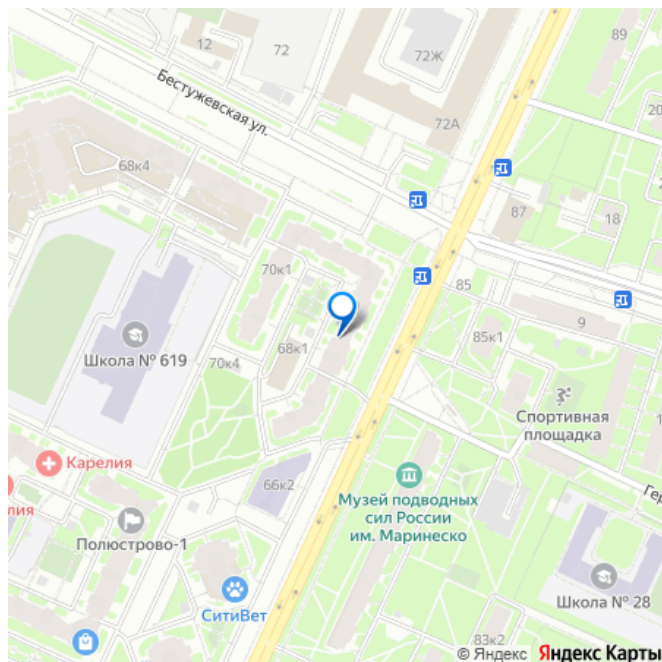 89
12
72
72Ж
Бестужевская ул.
72А
20
68к4
18
87
70к1
85
9
85к1
Школа № 619
68к1
70к4
Спортивная
площадка
Карелия
66к2
Музей подводных
сил России
им. Маринеско
Полюстрово-1
Школа № 28
СитиВет
83к2
© Яндекс Яндекс Карты